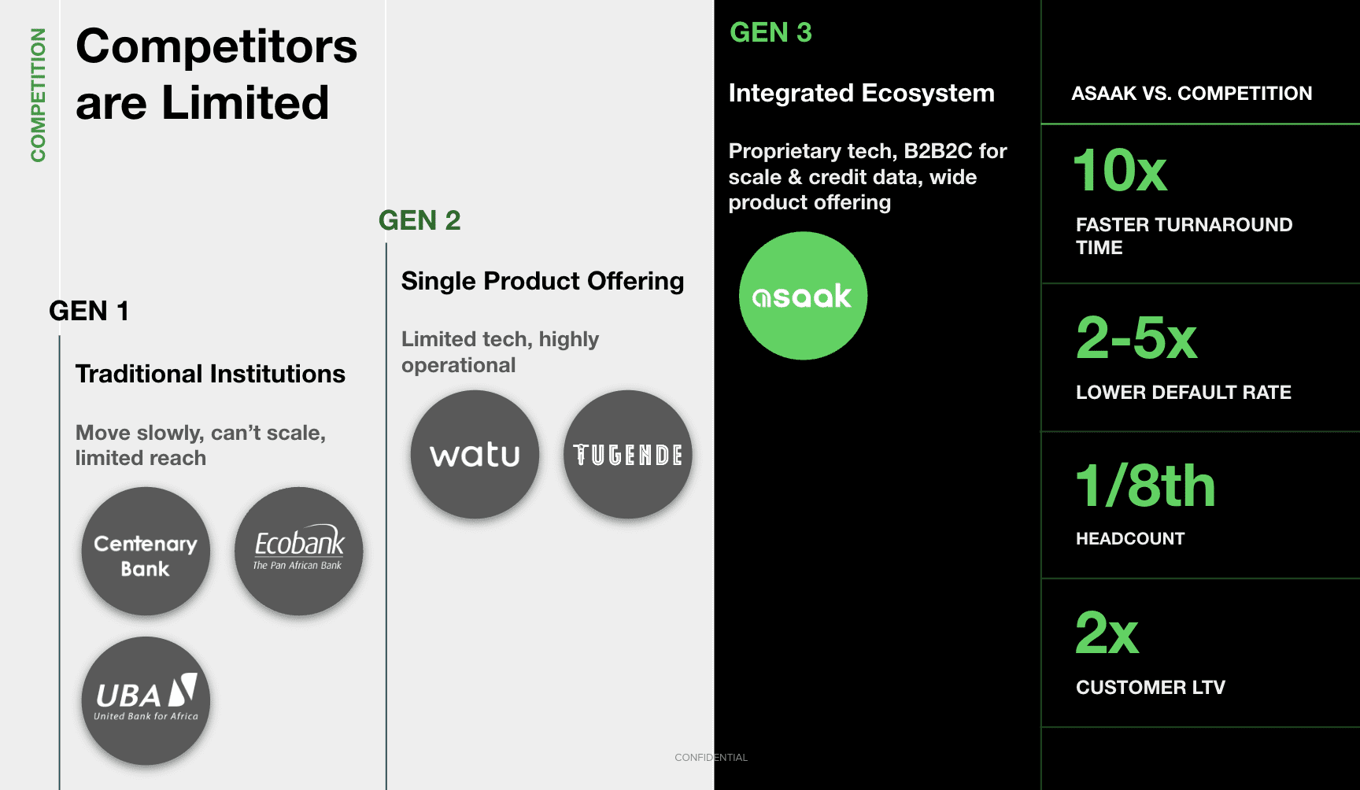 COMPETITION
Competitors
are Limited
GEN 1
Traditional Institutions
Move slowly, can’t scale,
limited reach
Centenary
Bank
Ecobank
The Pan African Bank
UBA
United Bank for Africa
GEN 2
Single Product Offering
Limited tech, highly
operational
watu
TUGENDE
GEN 3
Integrated Ecosystem
Proprietary tech, B2B2C for
scale & credit data, wide
product offering
asaak
ASAAK VS. COMPETITION
10x
FASTER TURNAROUND
TIME
2-5x
LOWER DEFAULT RATE
1/8th
HEADCOUNT
2x
CUSTOMER LTV
CONFIDENTIAL